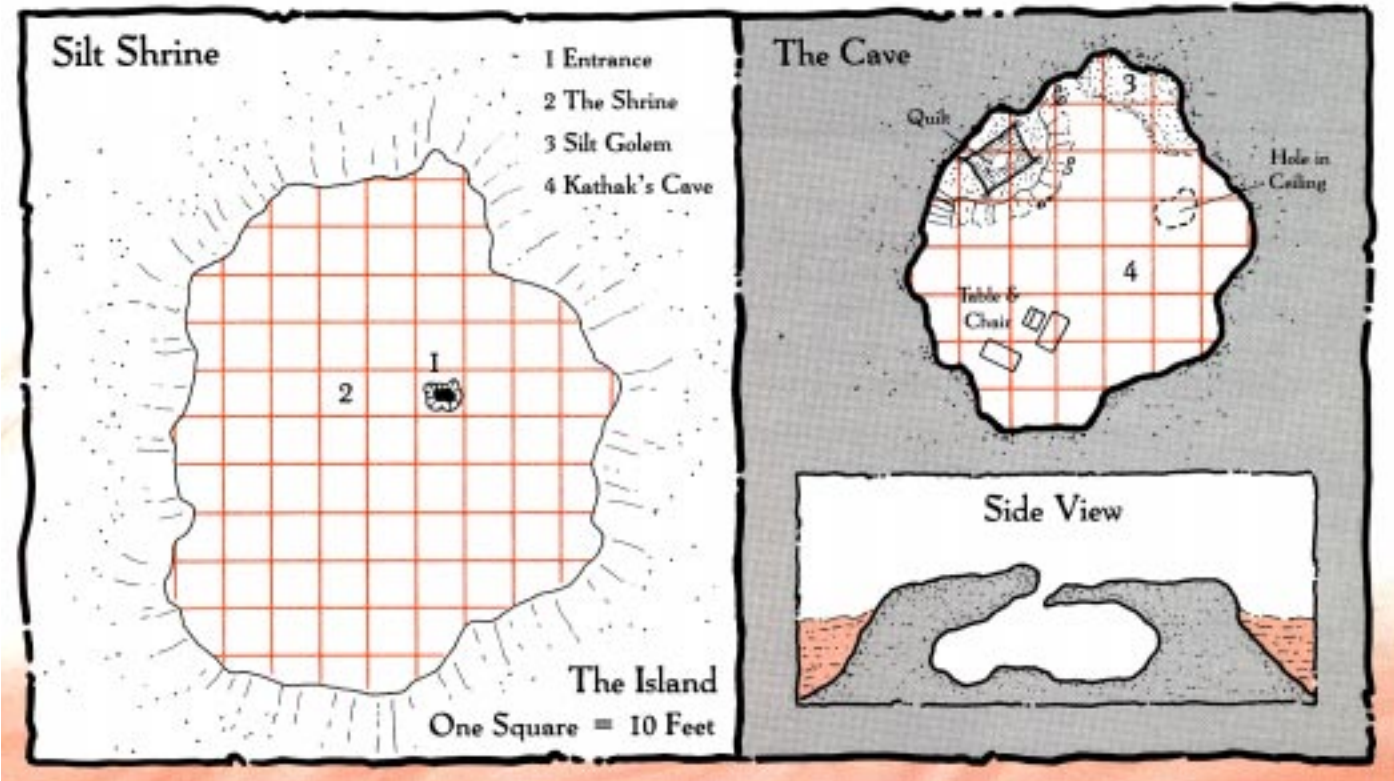 Silt Shrine
1 Entrance
2 The Shrine
3 Silt Golem
4 Kathak's Cave
1
2
The Island
One Square = 10 Feet
The Cave
3
Quilt
Hole in
Ceiling
4
Table &
Chair
Side View